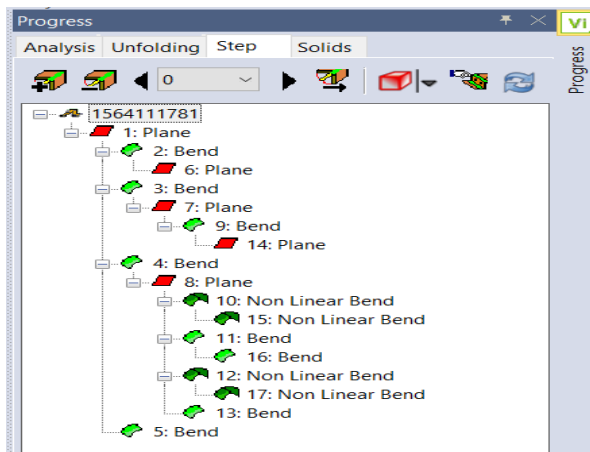 Progress
Vi
Analysis Unfolding Step Solids
Progress
0
1564111781
1: Plane
2: Bend
6: Plane
3: Bend
7: Plane
9: Bend
14: Plane
4: Bend
8: Plane
10: Non Linear Bend
15: Non Linear Bend
11: Bend
16: Bend
12: Non Linear Bend
17: Non Linear Bend
13: Bend
5: Bend